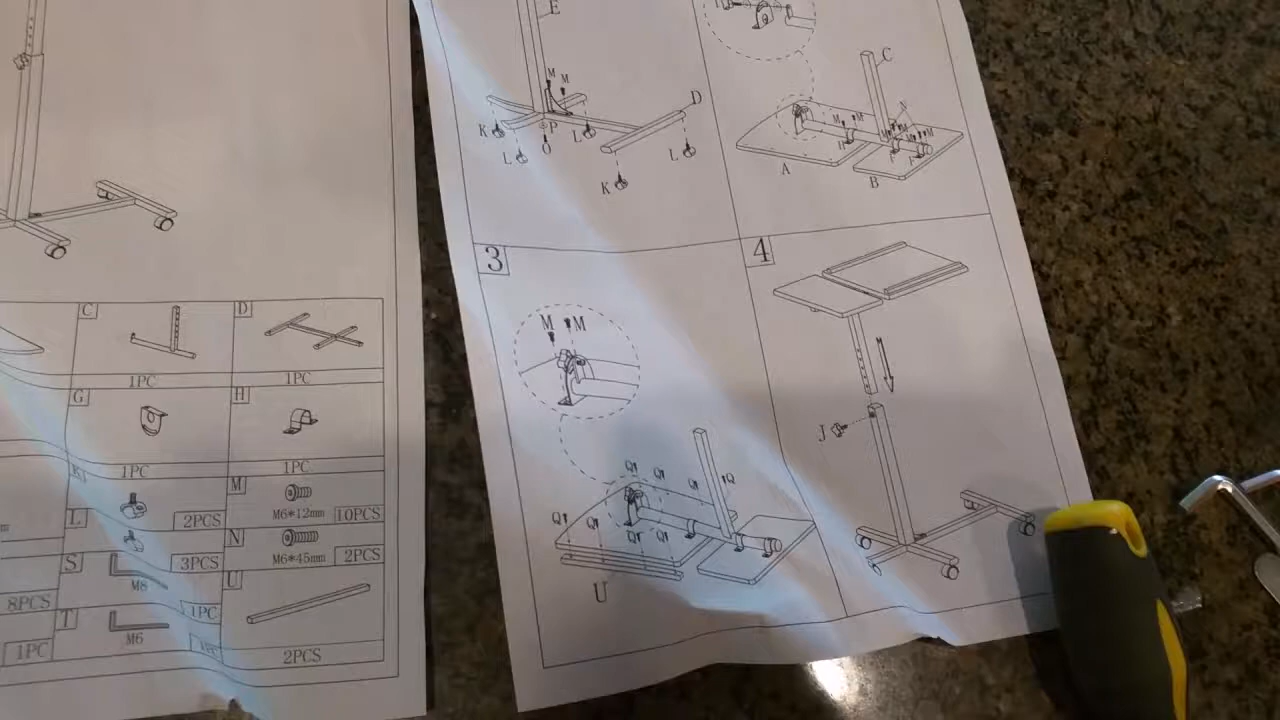 C
D
1PC
1PC
G
H
1PC
1PC
K
2PCS
M
M6*12mm
10PCS
L
3PCS
N
M6*45mm
2PCS
S
M8
1PC
U
8PCS
T
M6
1PC
2PCS
E
M
M
D
K
L
P
O
L
K
L
C
N
M
M
A
B
3
M
M
Q
Q
Q
Q
Q
Q
Q
Q
U
4
J